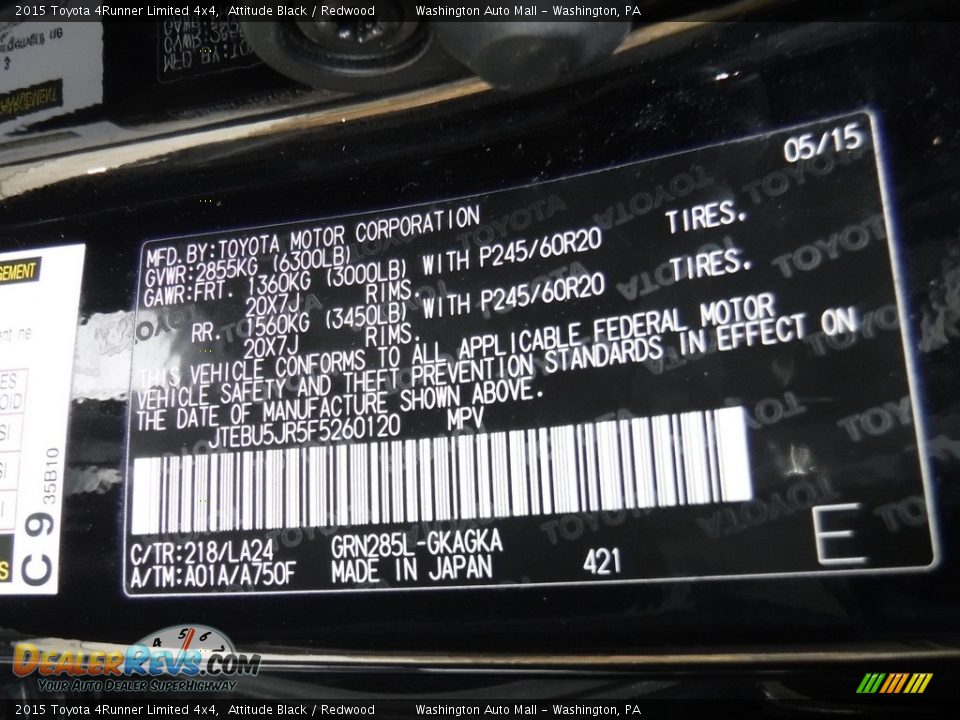 2015 Toyota 4Runner Limited 4x4, Attitude Black / Redwood Washington Auto Mall - Washington, PA
05/15
MFD. BY:TOYOTA MOTOR CORPORATION
GVWR:2855KG (6300LB)
GAWR:FRT. 1360KG (3000LB) WITH P245/60R20 TIRES.
20X7J RIMS.
RR. 1560KG (3450LB) WITH P245/60R20 TIRES.
20X7J RIMS.
THIS VEHICLE CONFORMS TO ALL APPLICABLE FEDERAL MOTOR
VEHICLE SAFETY AND THEFT PREVENTION STANDARDS IN EFFECT ON
THE DATE OF MANUFACTURE SHOWN ABOVE.
JTEBU5JR5F5260120 MPV
C/TR:218/LA24 GRN285L-GKAGKA
A/TM:A01A/A750F MADE IN JAPAN 421
E
C 9 35B10
4 5 6 7
DEALERREVS.COM
YOUR AUTO DEALER SUPERHIGHWAY
2015 Toyota 4Runner Limited 4x4, Attitude Black / Redwood Washington Auto Mall - Washington, PA